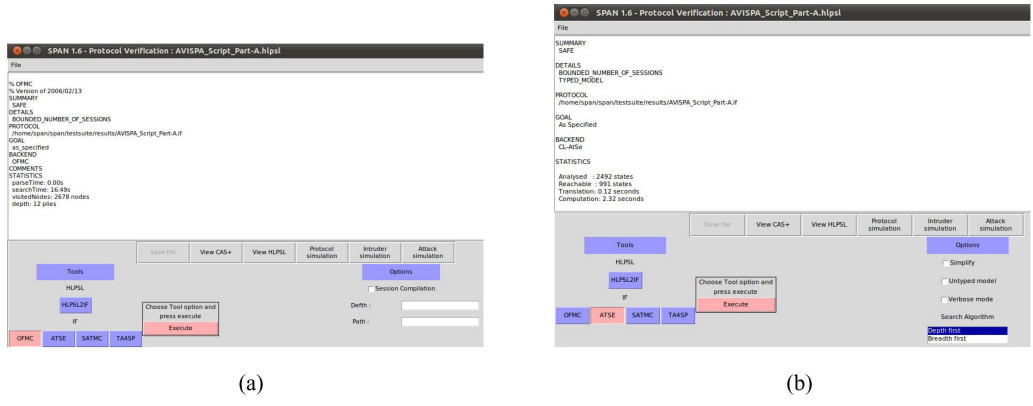 SPAN 1.6 - Protocol Verification : AVISPA_Script_Part-A.hlpsl
File
% OFMC
% Version of 2006/02/13
SUMMARY
SAFE
DETAILS
BOUNDED_NUMBER_OF_SESSIONS
PROTOCOL
/home/span/span/testsuite/results/AVISPA_Script_Part-A.if
GOAL
as_specified
BACKEND
OFMC
COMMENTS
STATISTICS
parseTime: 0.00s
searchTime: 16.49s
visitedNodes: 2678 nodes
depth: 12 plies
Save file View CAS+ View HLPSL Protocol simulation Intruder simulation Attack simulation
Tools
HLPSL
HLPSL2IF
IF
OFMC ATSE SATMC TA4SP
Choose Tool option and
press execute
Execute
Options
Session Compilation
Defth :
Path :
(a)
SPAN 1.6 - Protocol Verification : AVISPA_Script_Part-A.hlpsl
File
SUMMARY
SAFE
DETAILS
BOUNDED_NUMBER_OF_SESSIONS
TYPED_MODEL
PROTOCOL
/home/span/span/testsuite/results/AVISPA_Script_Part-A.if
GOAL
As Specified
BACKEND
CL-AtSe
STATISTICS
Analysed : 2492 states
Reachable : 991 states
Translation: 0.12 seconds
Computation: 2.32 seconds
Save file View CAS+ View HLPSL Protocol simulation Intruder simulation Attack simulation
Tools
HLPSL
HLPSL2IF
IF
OFMC ATSE SATMC TA4SP
Choose Tool option and
press execute
Execute
Options
Simplify
Untyped model
Verbose mode
Search Algorithm
Depth first
Breadth first
(b)